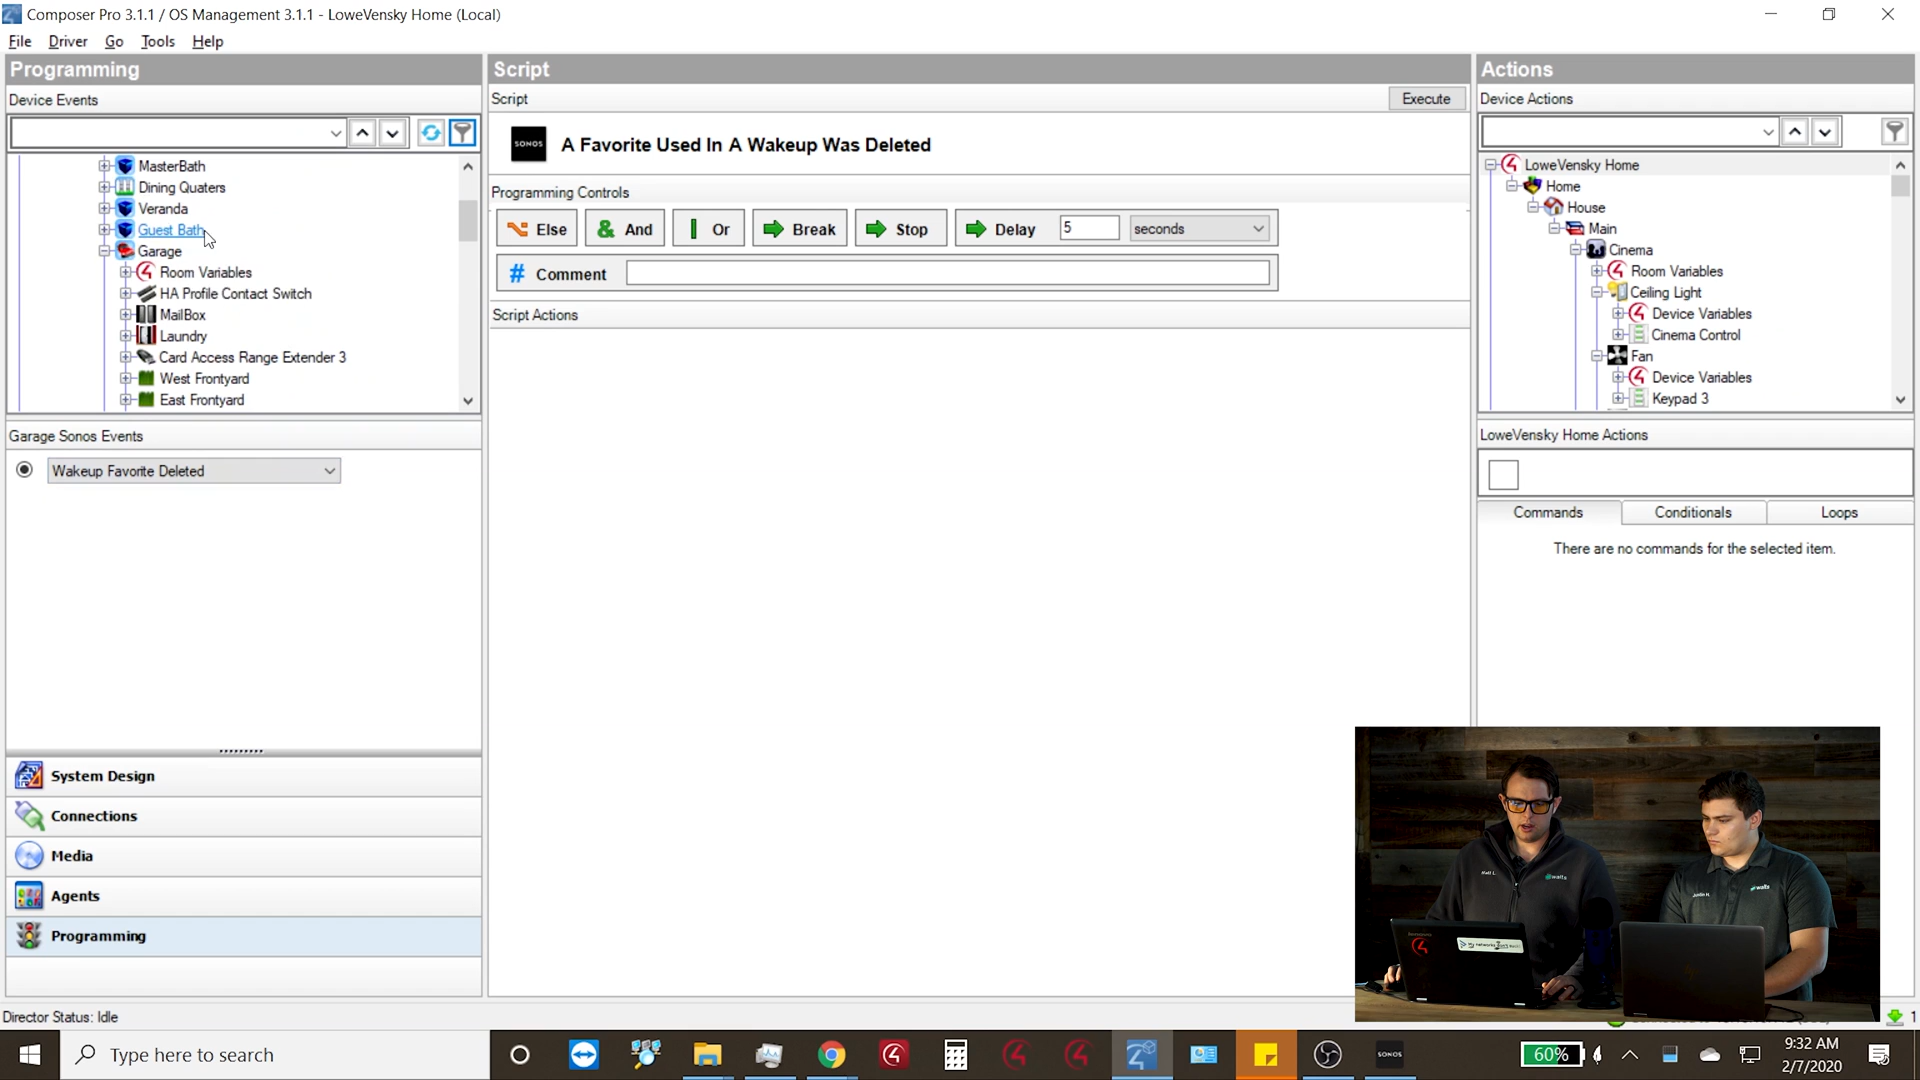 Composer Pro 3.1.1 / OS Management 3.1.1 - LoweVensky Home (Local)
File Driver Go Tools Help
Programming
Device Events
MasterBath
Dining Quaters
Veranda
Guest Bath
Garage
Room Variables
HA Profile Contact Switch
MailBox
Laundry
Card Access Range Extender 3
West Frontyard
East Frontyard
Garage Sonos Events
Wakeup Favorite Deleted
System Design
Connections
Media
Agents
Programming
Director Status: Idle
Script
Script
Execute
SONOS
A Favorite Used In A Wakeup Was Deleted
Programming Controls
Else
& And
Or
Break
Stop
Delay
5
seconds
# Comment
Script Actions
Actions
Device Actions
LoweVensky Home
Home
House
Main
Cinema
Room Variables
Ceiling Light
Device Variables
Cinema Control
Fan
Device Variables
Keypad 3
LoweVensky Home Actions
Commands Conditionals Loops
There are no commands for the selected item.
Matt L.
watts
Justin H.
watts
1
Type here to search
SONOS
60%
9:32 AM
2/7/2020